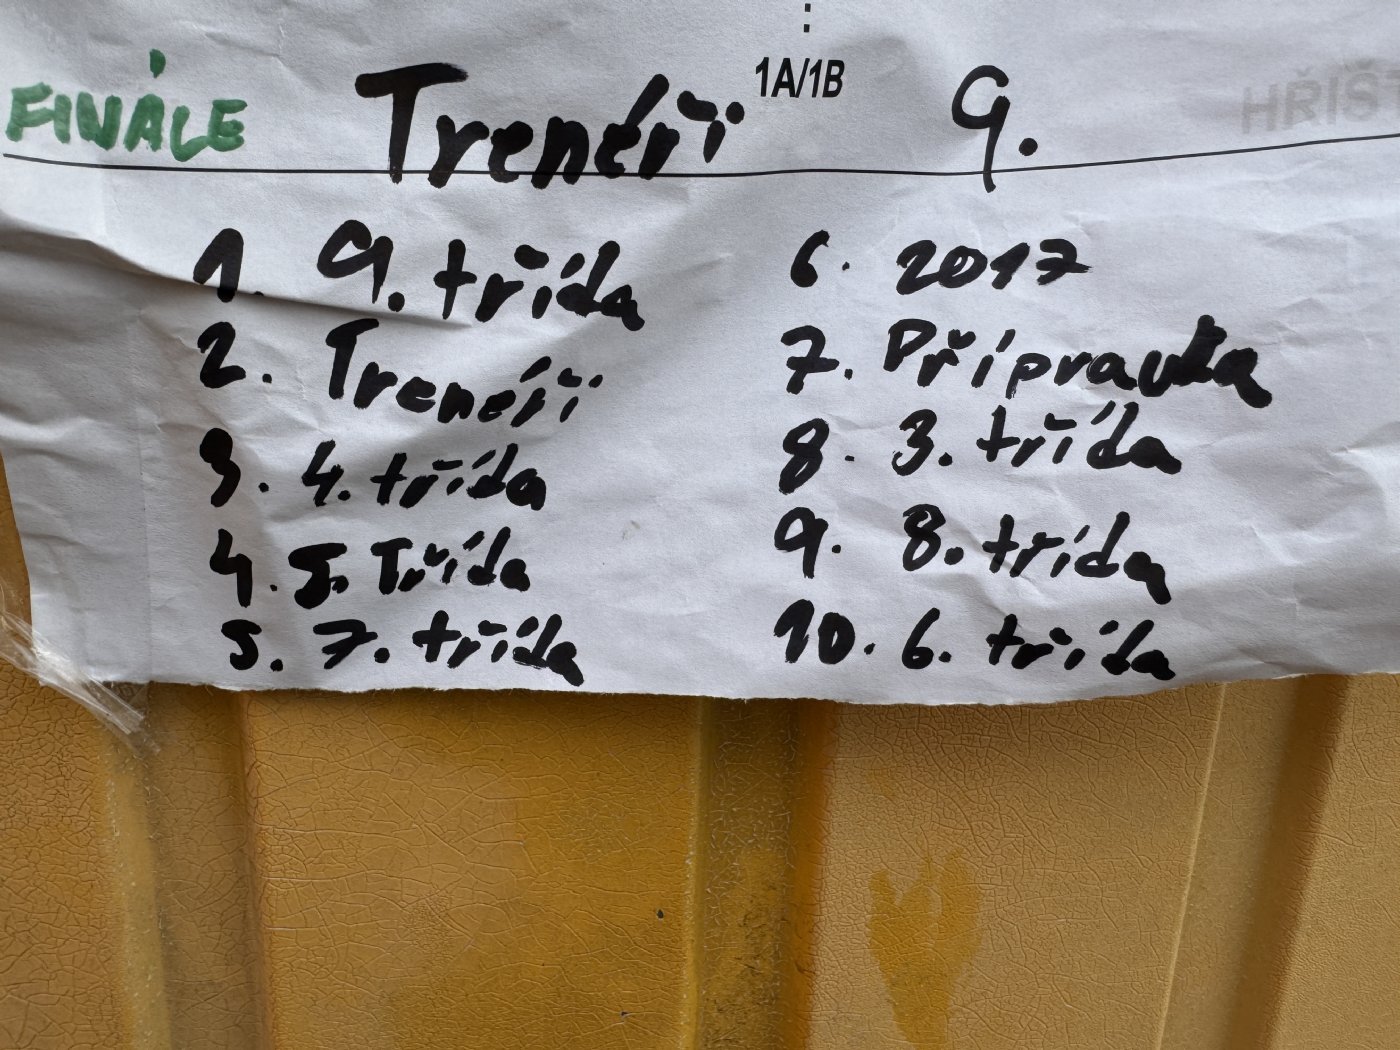 1A/1B
FINÁLE Trenéři 9. HŘIŠ
1. 9. třída
2. Trenéři
3. 4. třída
4. 5. Třída
5. 7. třída
6. 2017
7. Přípravka
8. 3. třída
9. 8. třída
10. 6. třída